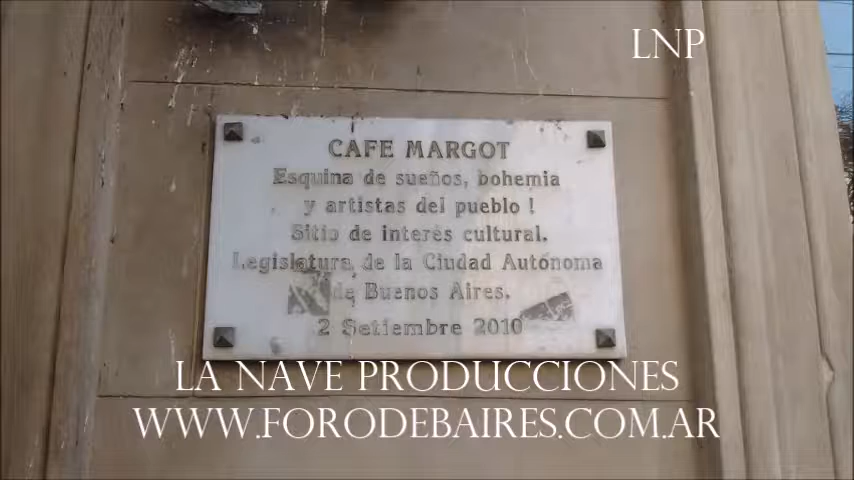 LNP
CAFE MARGOT
Esquina de sueños, bohemia
y artistas del pueblo !
Sitio de interés cultural.
Legislatura de la Ciudad Autónoma
de Buenos Aires.
2 Setiembre 2010
LA NAVE PRODUCCIONES
WWW.FORODEBAIRES.COM.AR